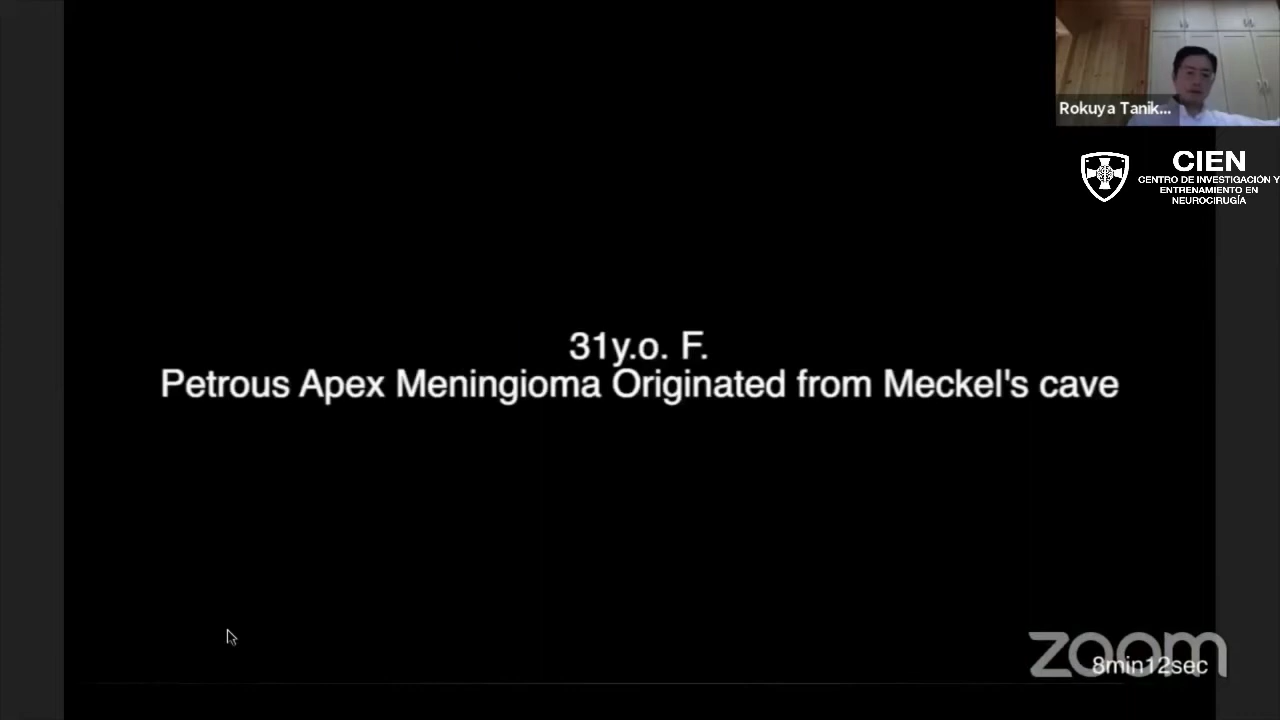 Rokuya Tanik...
CIEN
CENTRO DE INVESTIGACIÓN Y
ENTRENAMIENTO EN
NEUROCIRUGÍA
31y.o. F.
Petrous Apex Meningioma Originated from Meckel's cave
zoom
8min12sec